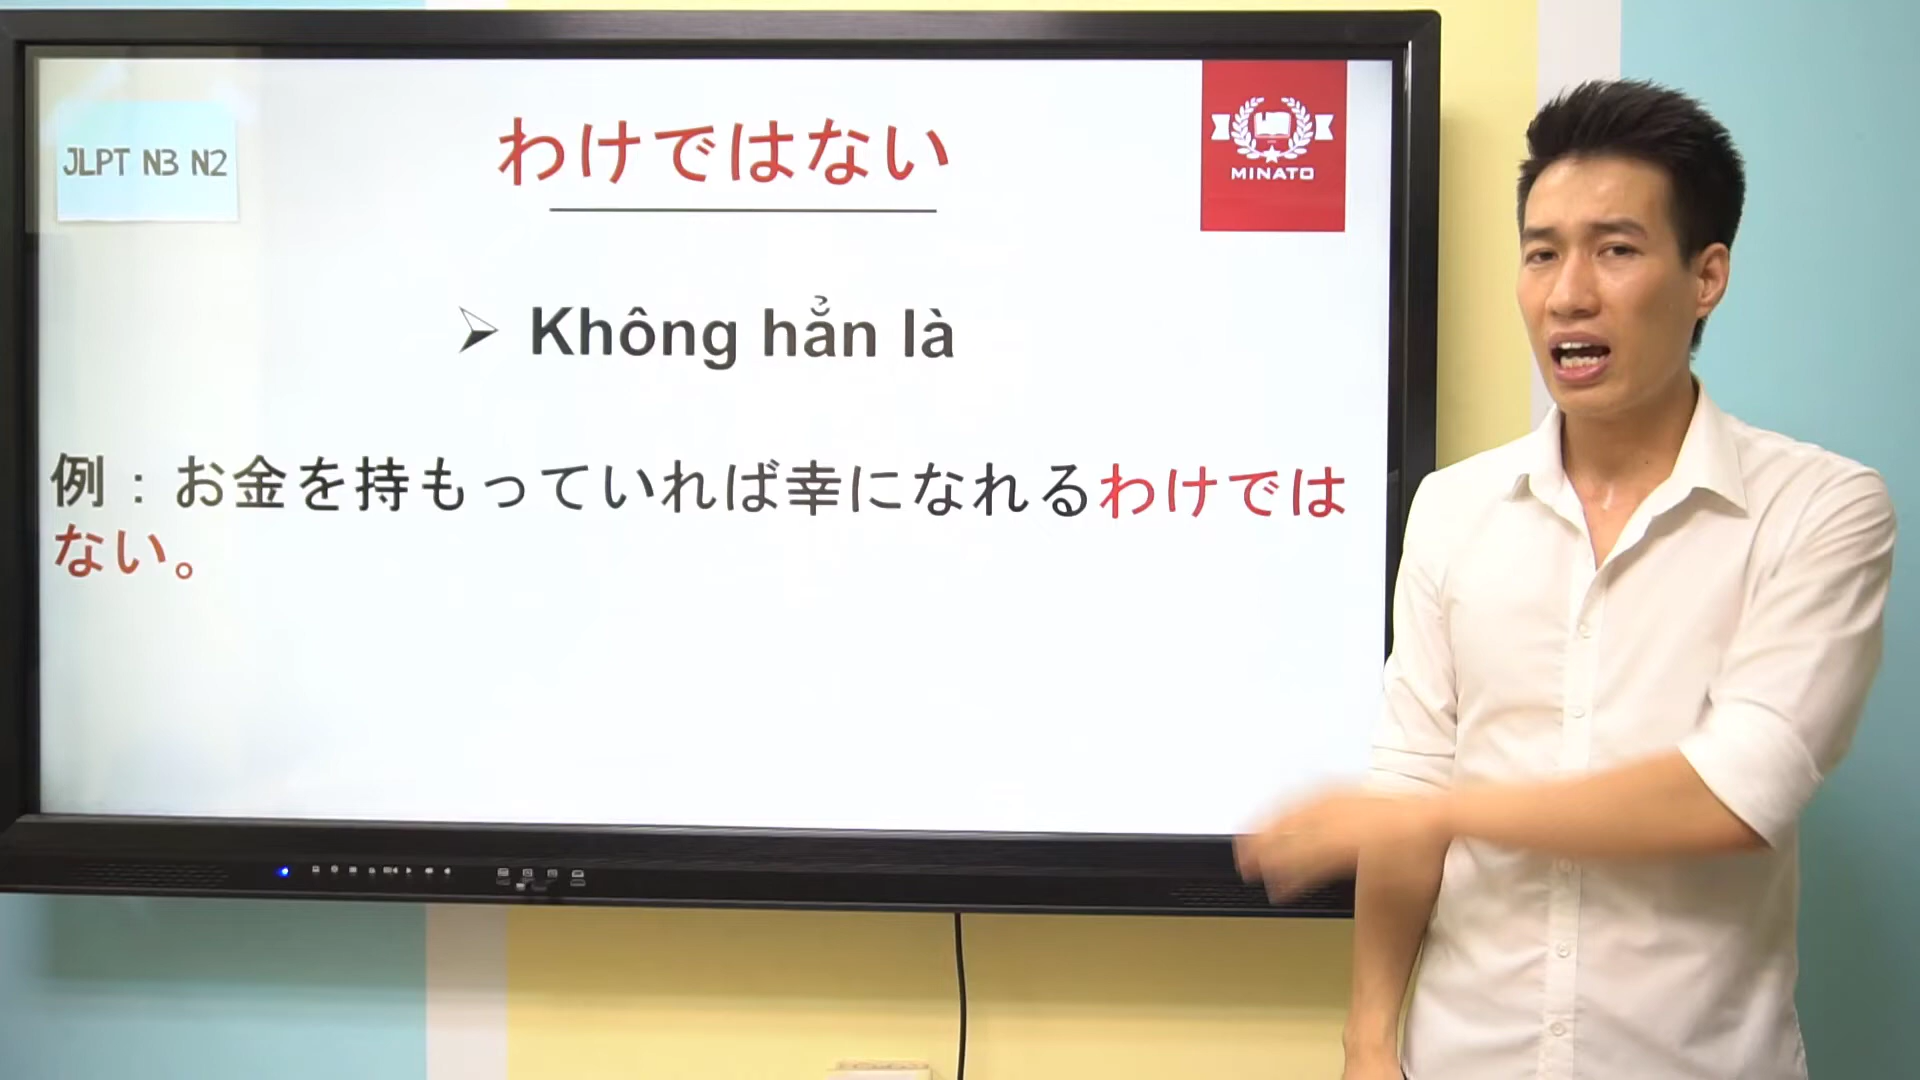 JLPT N3 N2
わけではない
MINATO
➢ Không hẳn là
例：お金を持もっていれば幸になれるわけでは
ない。